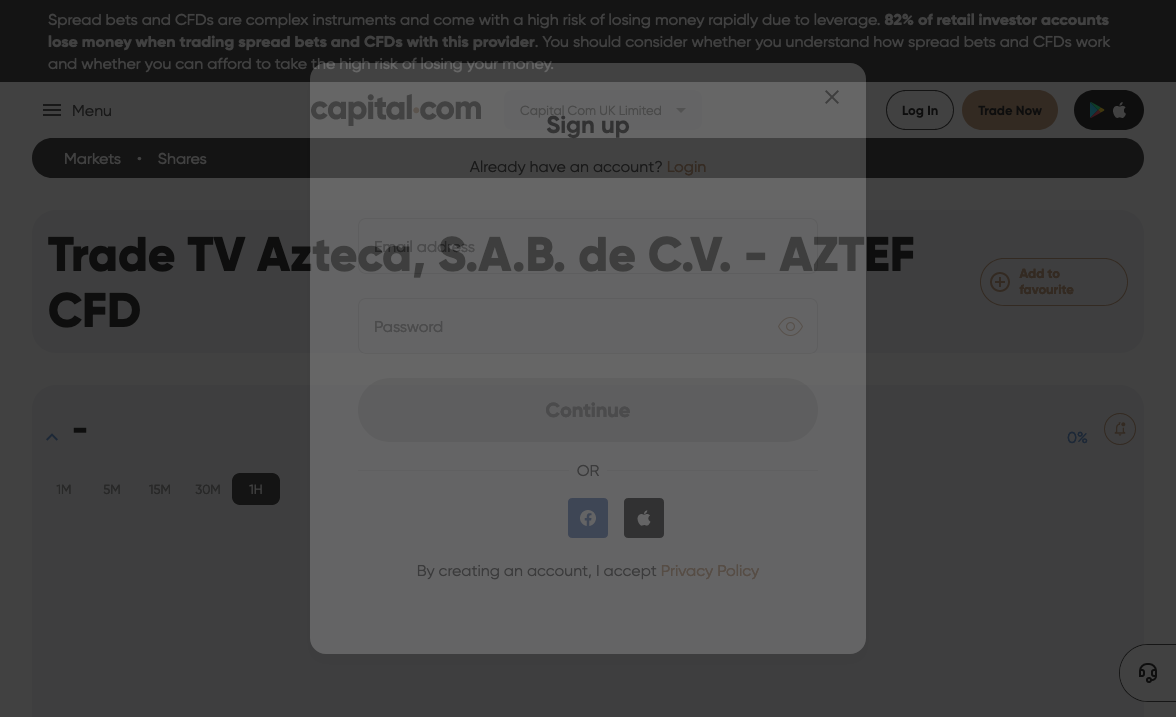 Spread bets and CFDs are complex instruments and come with a high risk of losing money rapidly due to leverage. 82% of retail investor accounts
lose money when trading spread bets and CFDs with this provider. You should consider whether you understand how spread bets and CFDs work
and whether you can afford to take the high risk of losing your money.
Menu
capital.com
Capital Com UK Limited
Log In
Trade Now
Sign up
Markets • Shares
Already have an account? Login
Trade TV Azteca, S.A.B. de C.V. - AZTEF
CFD
Email address
Add to
favourite
Password
Continue
-
0%
OR
1M 5M 15M 30M 1H
By creating an account, I accept Privacy Policy